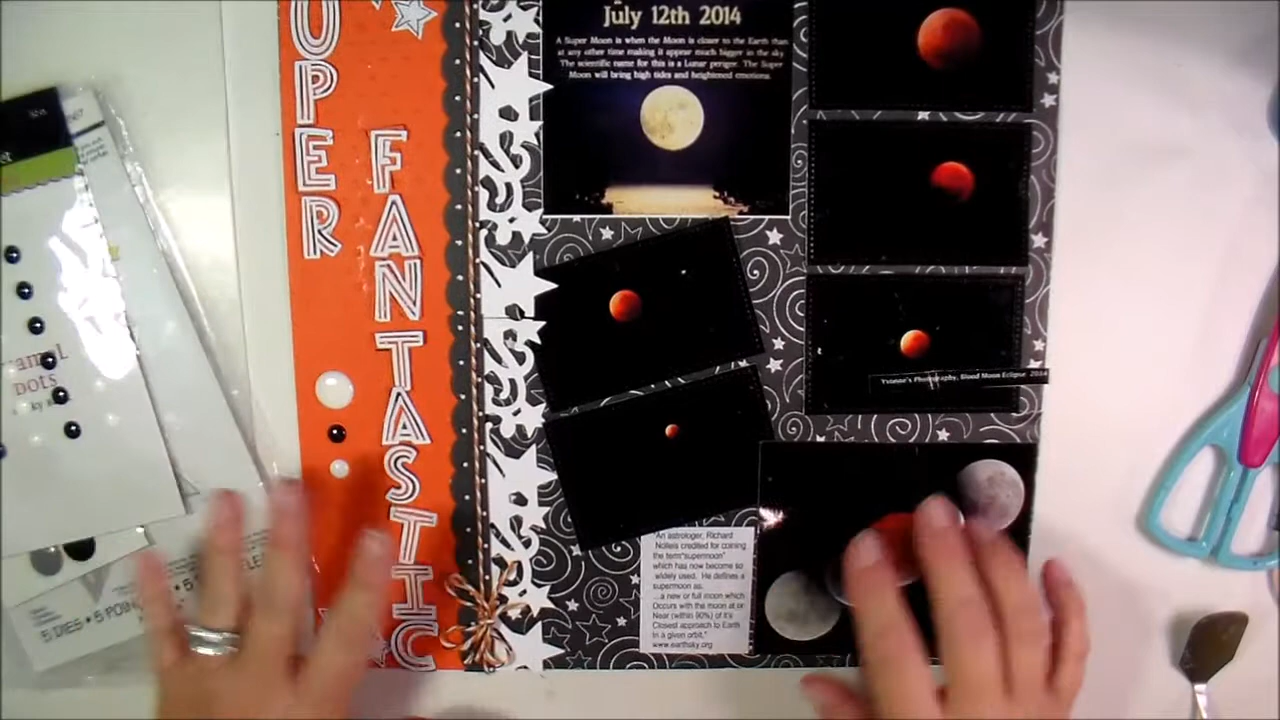 UPER
FANTASTIC
July 12th 2014
A Super Moon is when the Moon is closer to the Earth than
at any other time making it appear much bigger in the sky
The scientific name for this is a Lunar perigee. The Super
Moon will bring high tides and heightened emotions.
Yvonne's Photography, Blood Moon Eclipse 2014
"An astrologer, Richard
Nolleis credited for coining
the term"supermoon"
which has now become so
widely used. He defines a
supermoon as.
...a new or full moon which
Occurs with the moon at or
Near (within 90%) of it's
Closest approach to Earth
In a given orbit,"
www.earthsky.org
5 DIES • 5